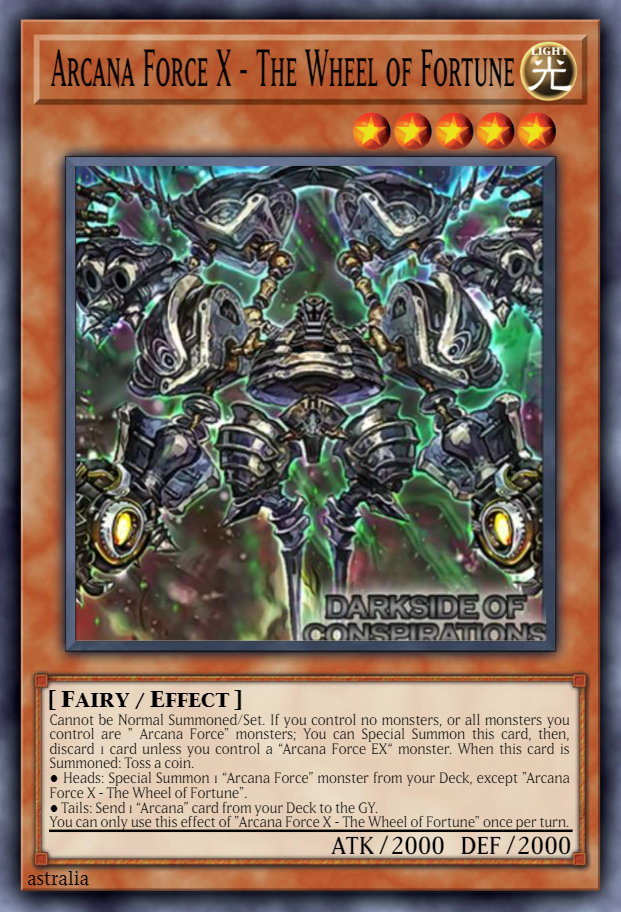 ARCANA FORCE X - THE WHEEL OF FORTUNE
LIGHT
光
DARKSIDE OF
CONSPIRATIONS
[ FAIRY / EFFECT ]
Cannot be Normal Summoned/Set. If you control no monsters, or all monsters you
control are " Arcana Force" monsters; You can Special Summon this card, then,
discard 1 card unless you control a “Arcana Force EX“ monster. When this card is
Summoned: Toss a coin.
● Heads: Special Summon 1 “Arcana Force” monster from your Deck, except "Arcana
Force X - The Wheel of Fortune".
● Tails: Send 1 “Arcana” card from your Deck to the GY.
You can only use this effect of "Arcana Force X - The Wheel of Fortune" once per turn.
ATK / 2000 DEF / 2000
astralia